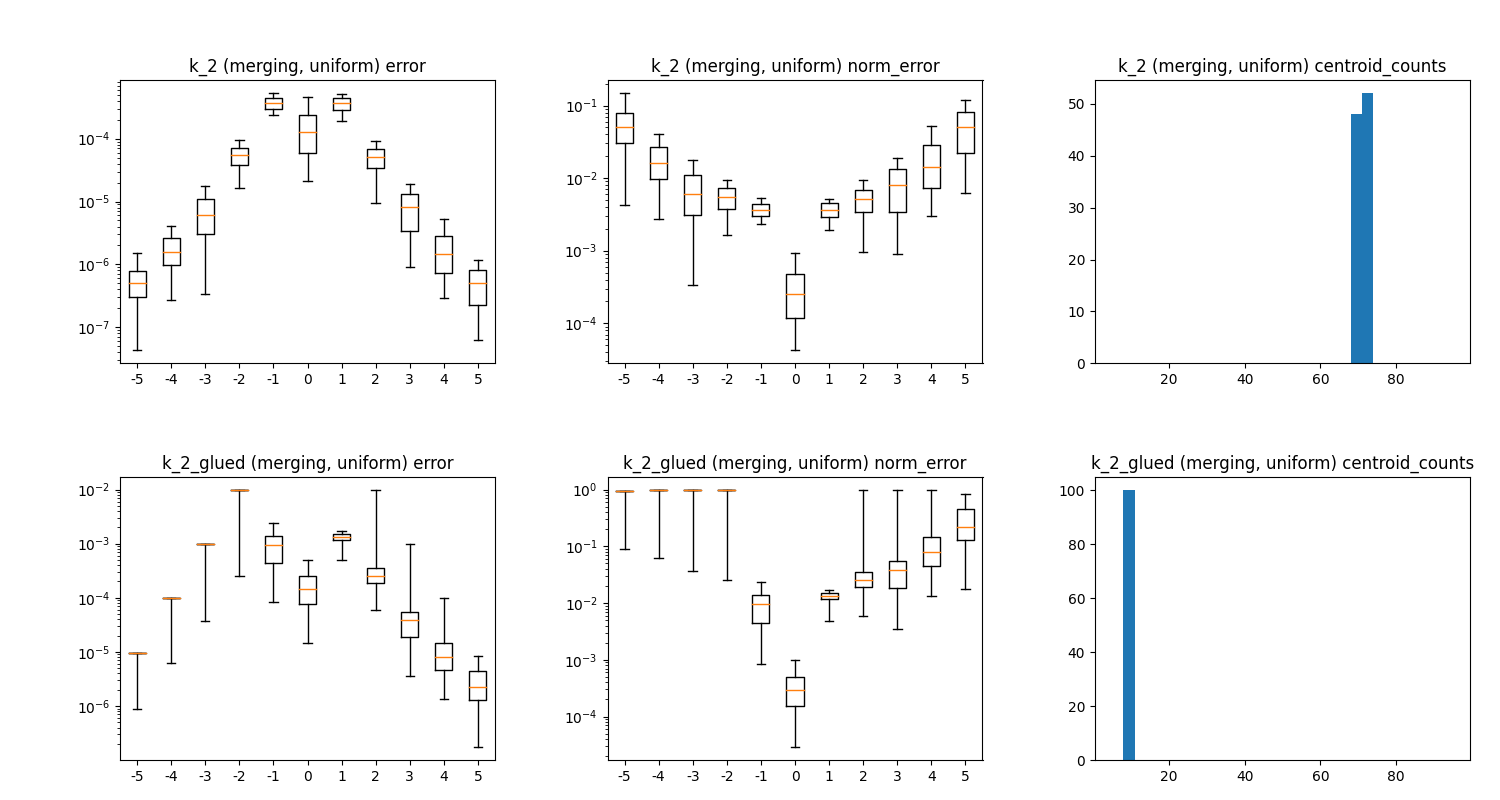 k_2 (merging, uniform) error
10⁻⁴
10⁻⁵
10⁻⁶
10⁻⁷
-5 -4 -3 -2 -1 0 1 2 3 4 5
k_2 (merging, uniform) norm_error
10⁻¹
10⁻²
10⁻³
10⁻⁴
-5 -4 -3 -2 -1 0 1 2 3 4 5
k_2 (merging, uniform) centroid_counts
50
40
30
20
10
0
20 40 60 80
k_2_glued (merging, uniform) error
10⁻²
10⁻³
10⁻⁴
10⁻⁵
10⁻⁶
-5 -4 -3 -2 -1 0 1 2 3 4 5
k_2_glued (merging, uniform) norm_error
10⁰
10⁻¹
10⁻²
10⁻³
10⁻⁴
-5 -4 -3 -2 -1 0 1 2 3 4 5
k_2_glued (merging, uniform) centroid_counts
100
80
60
40
20
0
20 40 60 80